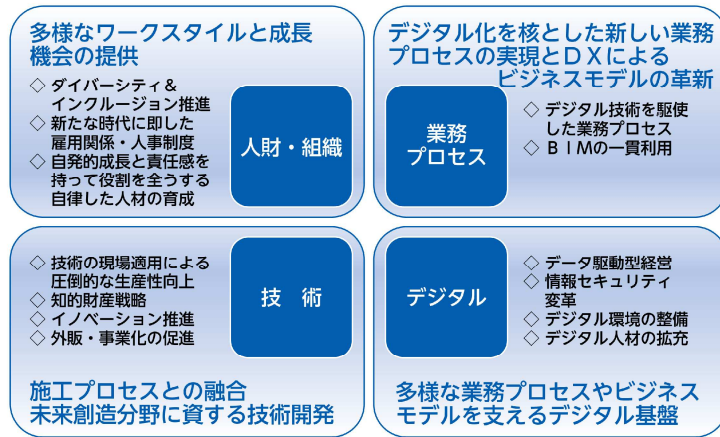 多様なワークスタイルと成長
機会の提供
◇ ダイバーシティ＆
インクルージョン推進
◇ 新たな時代に即した
雇用関係・人事制度
◇ 自発的成長と責任感を
持って役割を全うする
自律した人材の育成
人財・組織
デジタル化を核とした新しい業務
プロセスの実現とＤＸによる
ビジネスモデルの革新
業務
プロセス
◇ デジタル技術を駆使
した業務プロセス
◇ ＢＩＭの一貫利用
◇ 技術の現場適用による
圧倒的な生産性向上
◇ 知的財産戦略
◇ イノベーション推進
◇ 外販・事業化の促進
技 術
施工プロセスとの融合
未来創造分野に資する技術開発
デジタル
◇ データ駆動型経営
◇ 情報セキュリティ
変革
◇ デジタル環境の整備
◇ デジタル人材の拡充
多様な業務プロセスやビジネス
モデルを支えるデジタル基盤